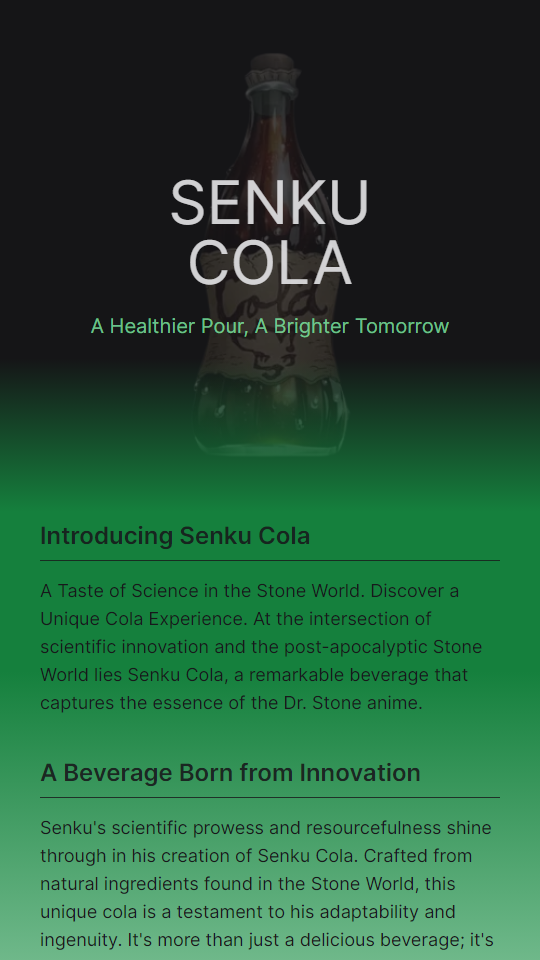 SENKU
COLA
A Healthier Pour, A Brighter Tomorrow
Introducing Senku Cola
A Taste of Science in the Stone World. Discover a
Unique Cola Experience. At the intersection of
scientific innovation and the post-apocalyptic Stone
World lies Senku Cola, a remarkable beverage that
captures the essence of the Dr. Stone anime.
A Beverage Born from Innovation
Senku's scientific prowess and resourcefulness shine
through in his creation of Senku Cola. Crafted from
natural ingredients found in the Stone World, this
unique cola is a testament to his adaptability and
ingenuity. It's more than just a delicious beverage; it's